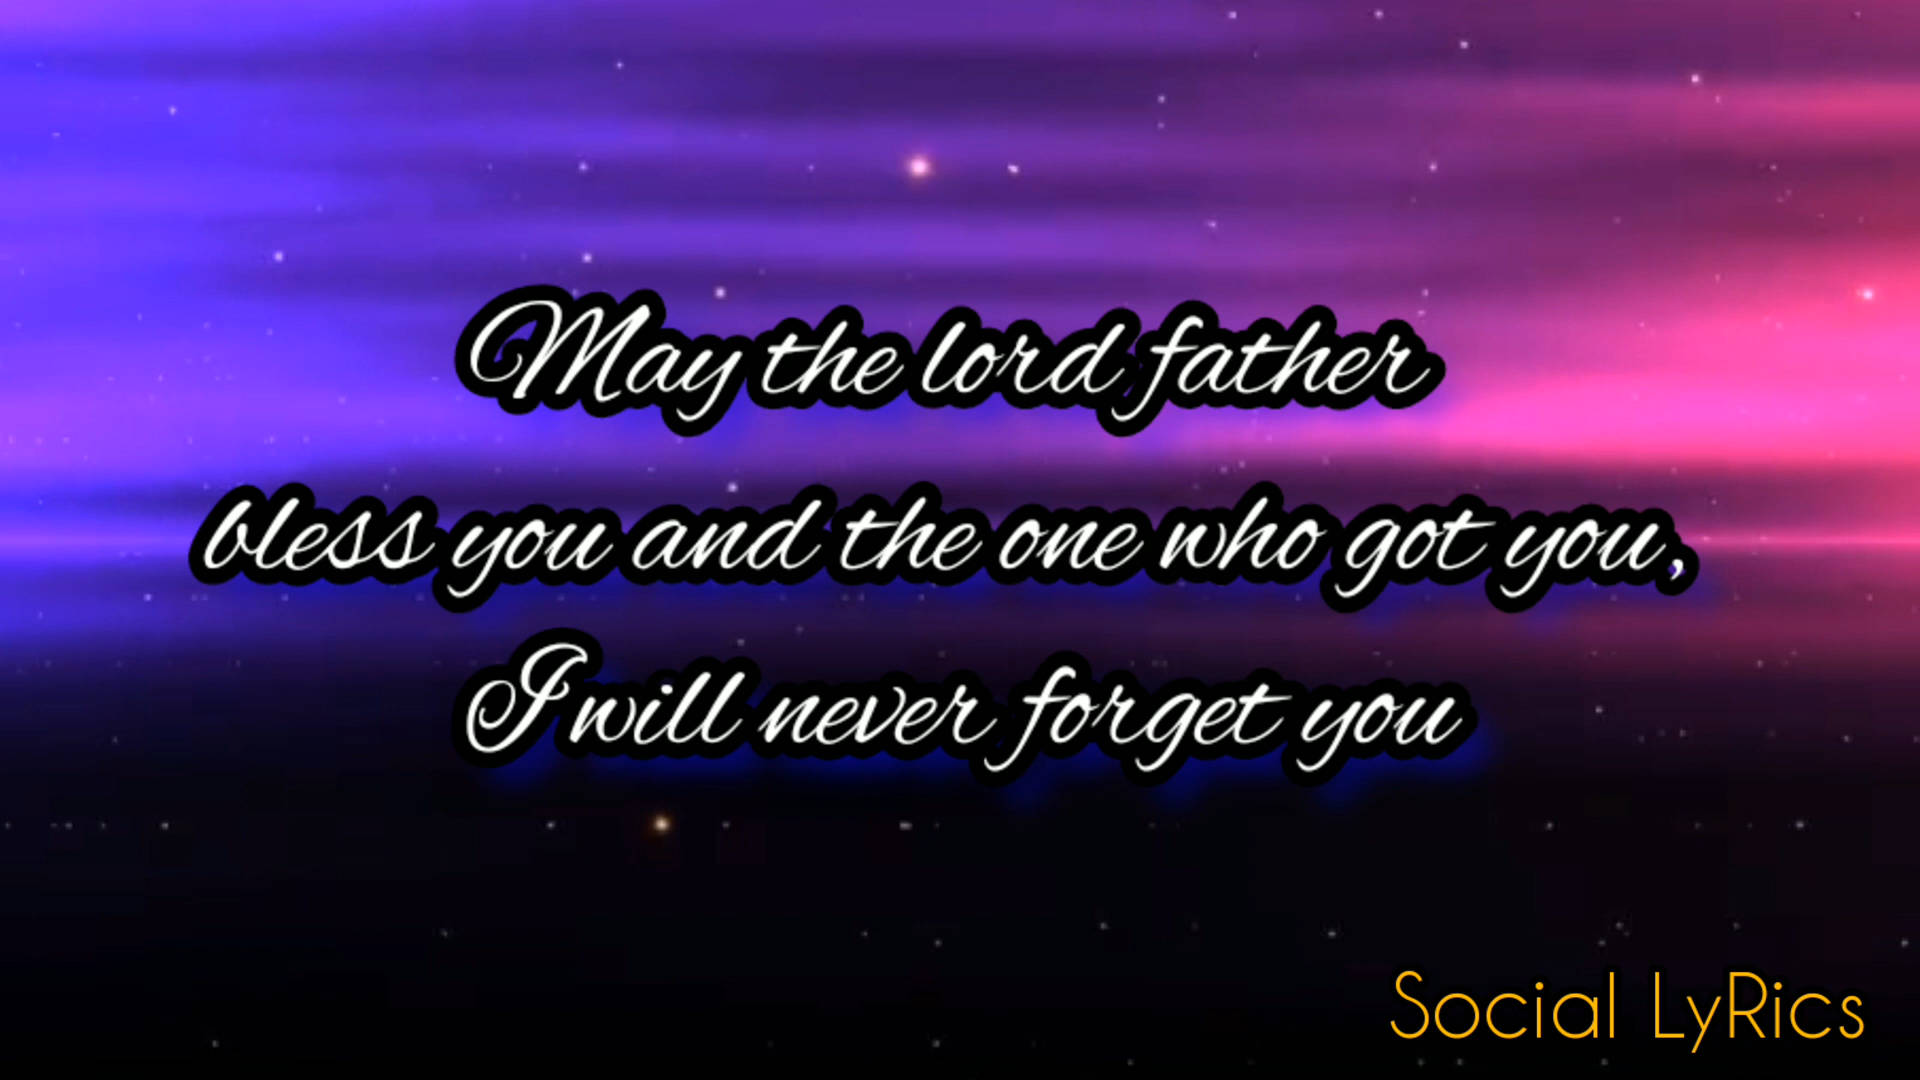 May the lord father
bless you and the one who got you,
I will never forget you
Social LyRics